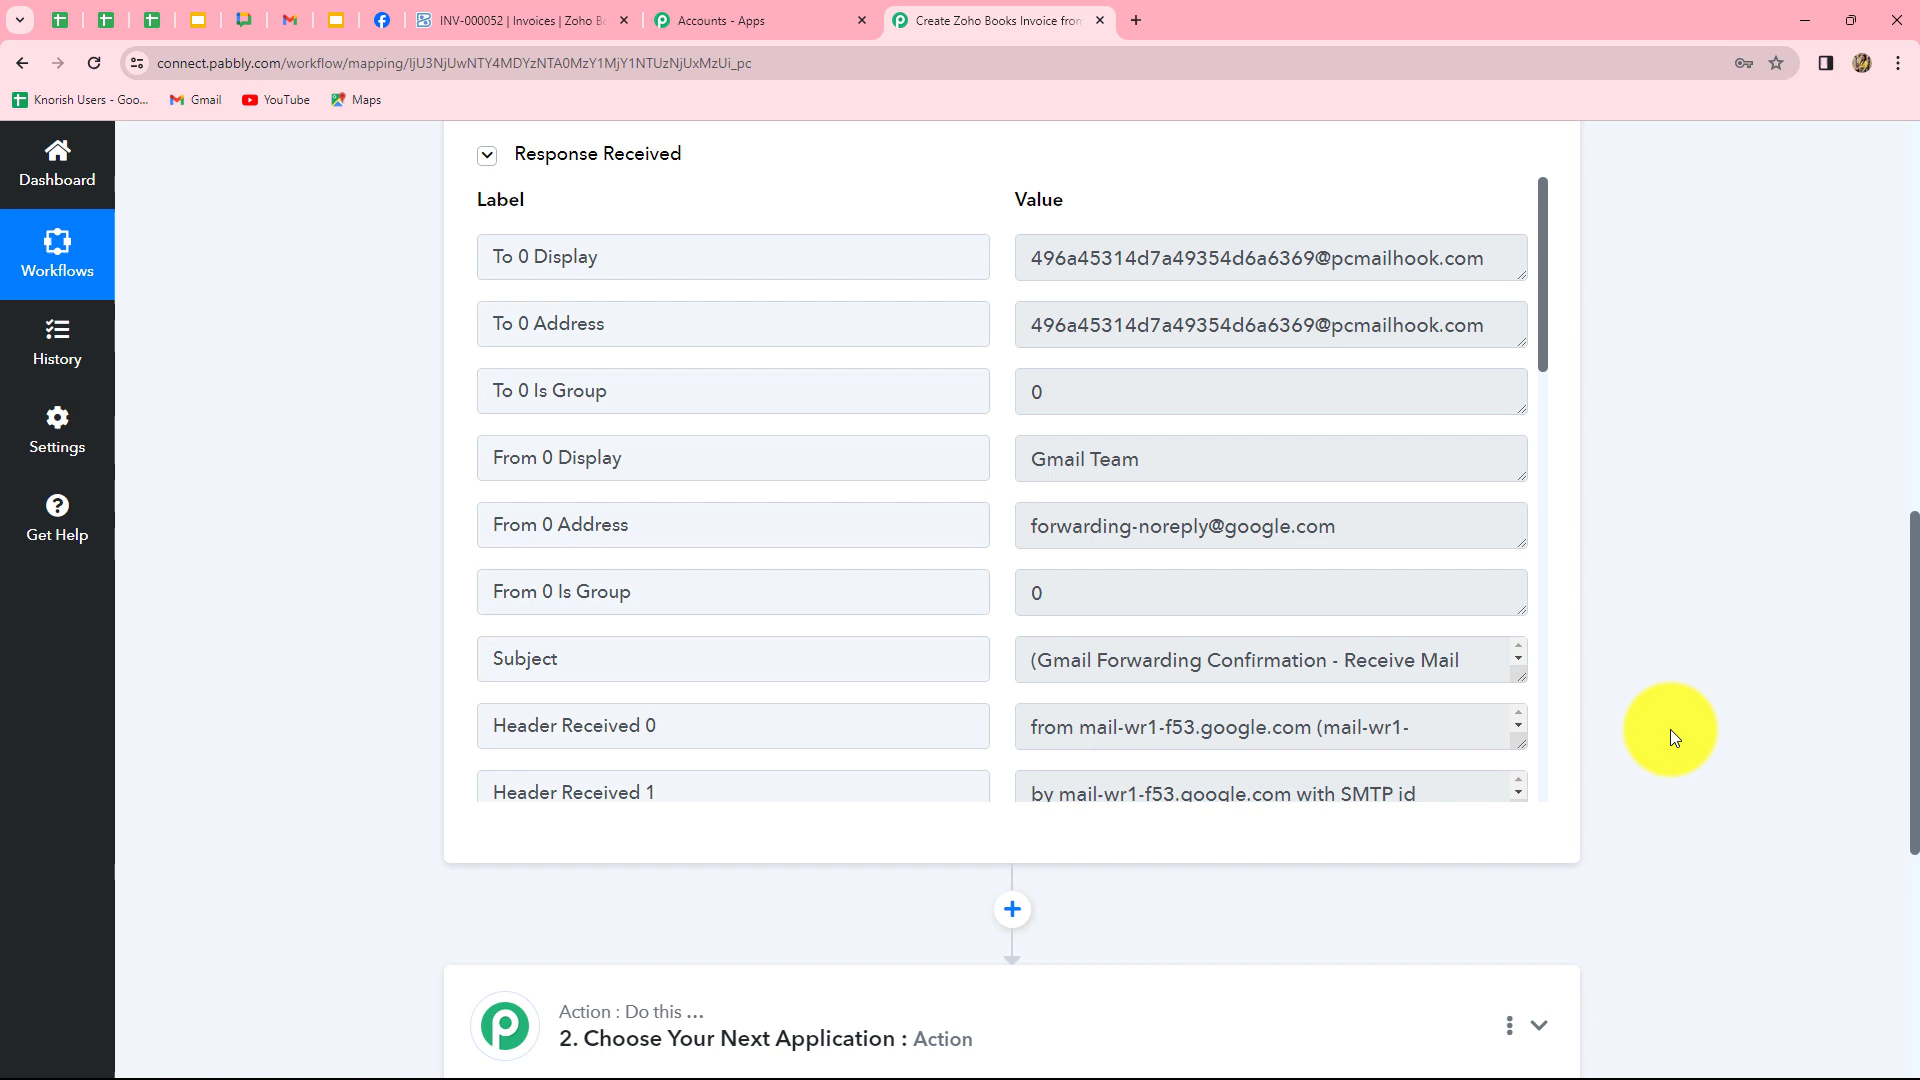 INV-000052 | Invoices | Zoho B
Accounts - Apps
Create Zoho Books Invoice from
connect.pabbly.com/workflow/mapping/IjU3NjUwNTY4MDYzNTA0MzY1MjY1NTUzNjUxMzUi_pc
Knorish Users - Goo...
Gmail
YouTube
Maps
Dashboard
Workflows
History
Settings
Get Help
Response Received
Label Value
To 0 Display 496a45314d7a49354d6a6369@pcmailhook.com
To 0 Address 496a45314d7a49354d6a6369@pcmailhook.com
To 0 Is Group 0
From 0 Display Gmail Team
From 0 Address forwarding-noreply@google.com
From 0 Is Group 0
Subject (Gmail Forwarding Confirmation - Receive Mail
Header Received 0 from mail-wr1-f53.google.com (mail-wr1-
Header Received 1 by mail-wr1-f53.google.com with SMTP id
Action : Do this ...
2. Choose Your Next Application : Action